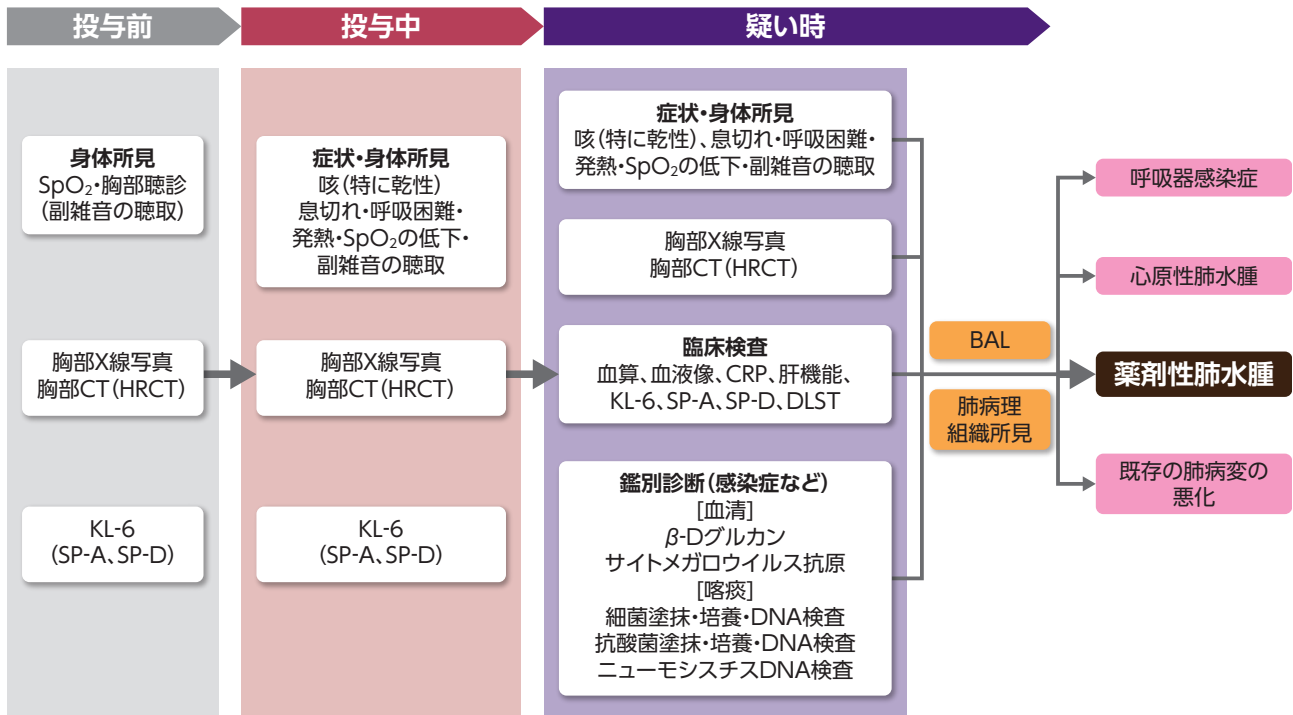 投与前
投与中
疑い時
身体所見
SpO₂・胸部聴診
(副雑音の聴取)
胸部X線写真
胸部CT(HRCT)
KL-6
(SP-A、SP-D)
症状・身体所見
咳(特に乾性)
息切れ・呼吸困難・
発熱・SpO₂の低下・
副雑音の聴取
胸部X線写真
胸部CT(HRCT)
KL-6
(SP-A、SP-D)
症状・身体所見
咳(特に乾性)、息切れ・呼吸困難・
発熱・SpO₂の低下・副雑音の聴取
胸部X線写真
胸部CT(HRCT)
臨床検査
血算、血液像、CRP、肝機能、
KL-6、SP-A、SP-D、DLST
鑑別診断(感染症など)
[血清]
β-Dグルカン
サイトメガロウイルス抗原
[喀痰]
細菌塗抹・培養・DNA検査
抗酸菌塗抹・培養・DNA検査
ニューモシスチスDNA検査
BAL
肺病理
組織所見
呼吸器感染症
心原性肺水腫
薬剤性肺水腫
既存の肺病変の
悪化